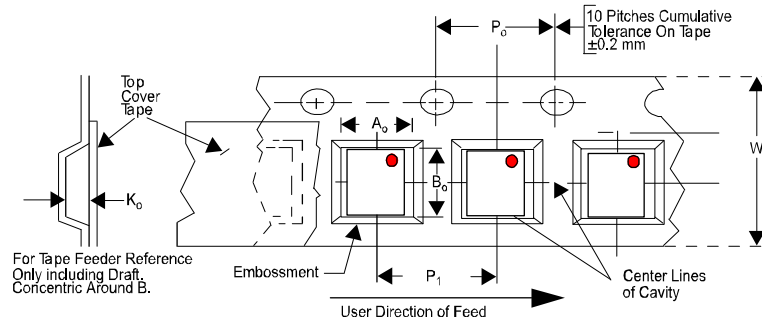 10 Pitches Cumulative
Tolerance On Tape
±0.2 mm
Po
Top
Cover
Tape
Ao
W
Bo
Ko
For Tape Feeder Reference
Only including Draft.
Concentric Around B.
Embossment
P1
Center Lines
of Cavity
User Direction of Feed